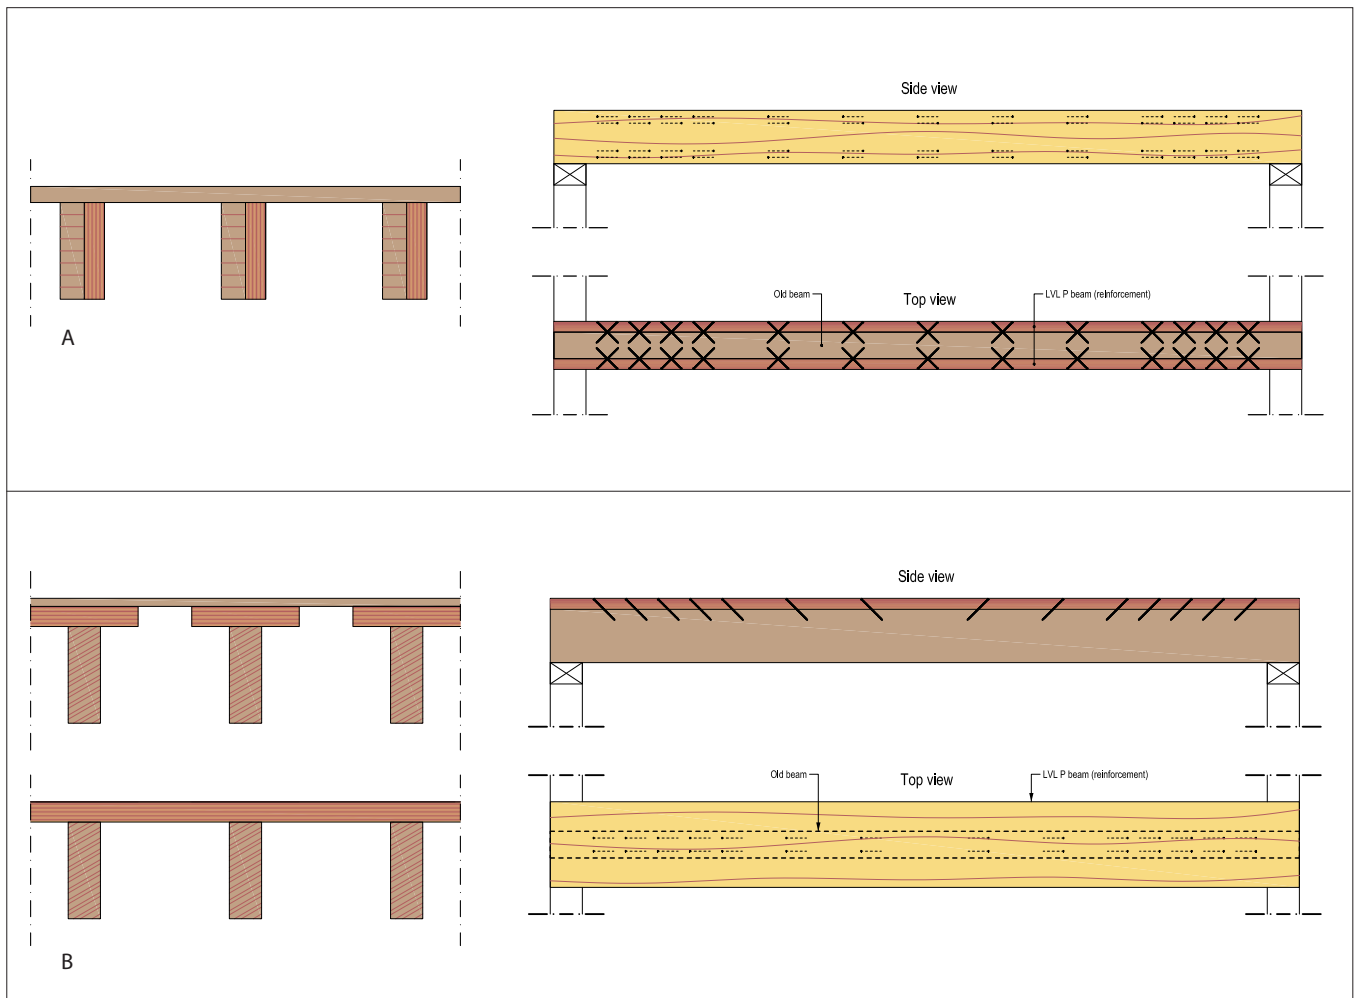 Side view
Old beam
Top view
LVL P beam (reinforcement)
A
Side view
Old beam
Top view
LVL P beam (reinforcement)
B